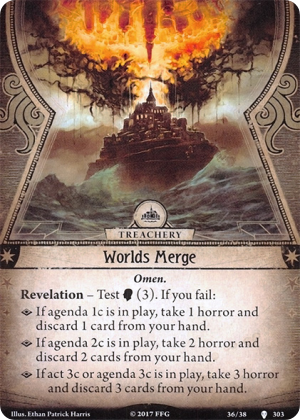 TREACHERY
Worlds Merge
Omen.
Revelation – Test (3). If you fail:
If agenda 1c is in play, take 1 horror and
discard 1 card from your hand.
If agenda 2c is in play, take 2 horror and
discard 2 cards from your hand.
If act 3c or agenda 3c is in play, take 3 horror
and discard 3 cards from your hand.
Illus. Ethan Patrick Harris © 2017 FFG 36/38 303